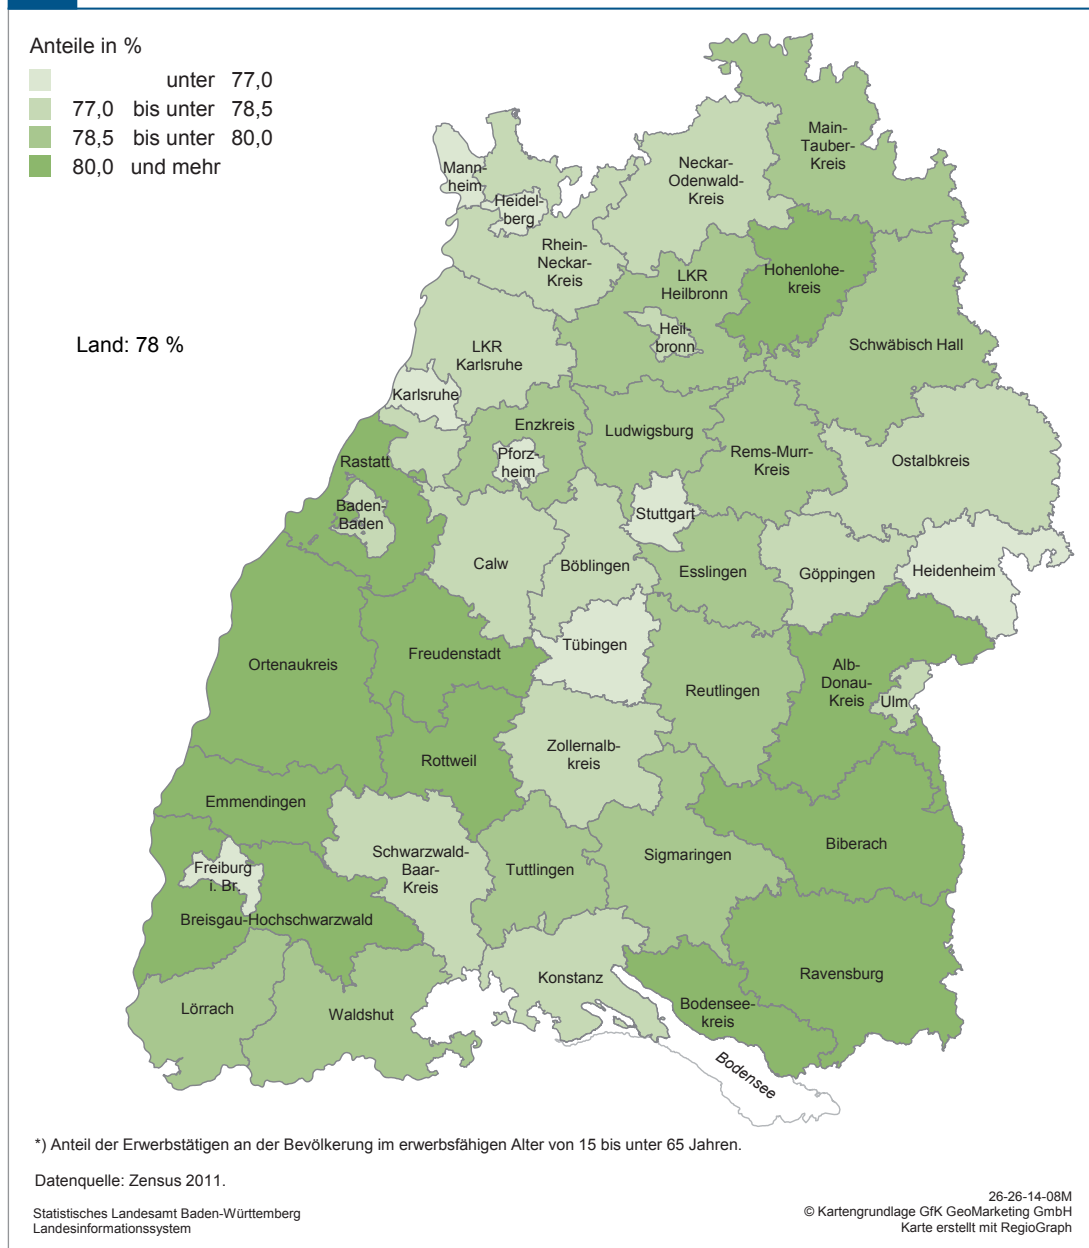 Anteile in %
unter 77,0
77,0 bis unter 78,5
78,5 bis unter 80,0
80,0 und mehr
Land: 78 %
Main-
Tauber-
Kreis
Neckar-
Odenwald-
Kreis
Mann-
heim
Heidel-
berg
Rhein-
Neckar-
Kreis
LKR
Heilbronn
Hohenlohe-
kreis
Heil-
bronn
Schwäbisch Hall
LKR
Karlsruhe
Karlsruhe
Enzkreis
Ludwigsburg
Rems-Murr-
Kreis
Ostalbkreis
Rastatt
Pforz-
heim
Baden-
Baden
Stuttgart
Calw
Böblingen
Esslingen
Göppingen
Heidenheim
Tübingen
Freudenstadt
Ortenaukreis
Reutlingen
Alb-
Donau-
Kreis
Ulm
Rottweil
Zollernalb-
kreis
Emmendingen
Schwarzwald-
Baar-
Kreis
Tuttlingen
Sigmaringen
Biberach
Freiburg
i. Br.
Breisgau-Hochschwarzwald
Konstanz
Ravensburg
Lörrach
Waldshut
Bodensee-
kreis
Bodensee
*) Anteil der Erwerbstätigen an der Bevölkerung im erwerbsfähigen Alter von 15 bis unter 65 Jahren.
Datenquelle: Zensus 2011.
Statistisches Landesamt Baden-Württemberg
Landesinformationssystem
26-26-14-08M
© Kartengrundlage GfK GeoMarketing GmbH
Karte erstellt mit RegioGraph